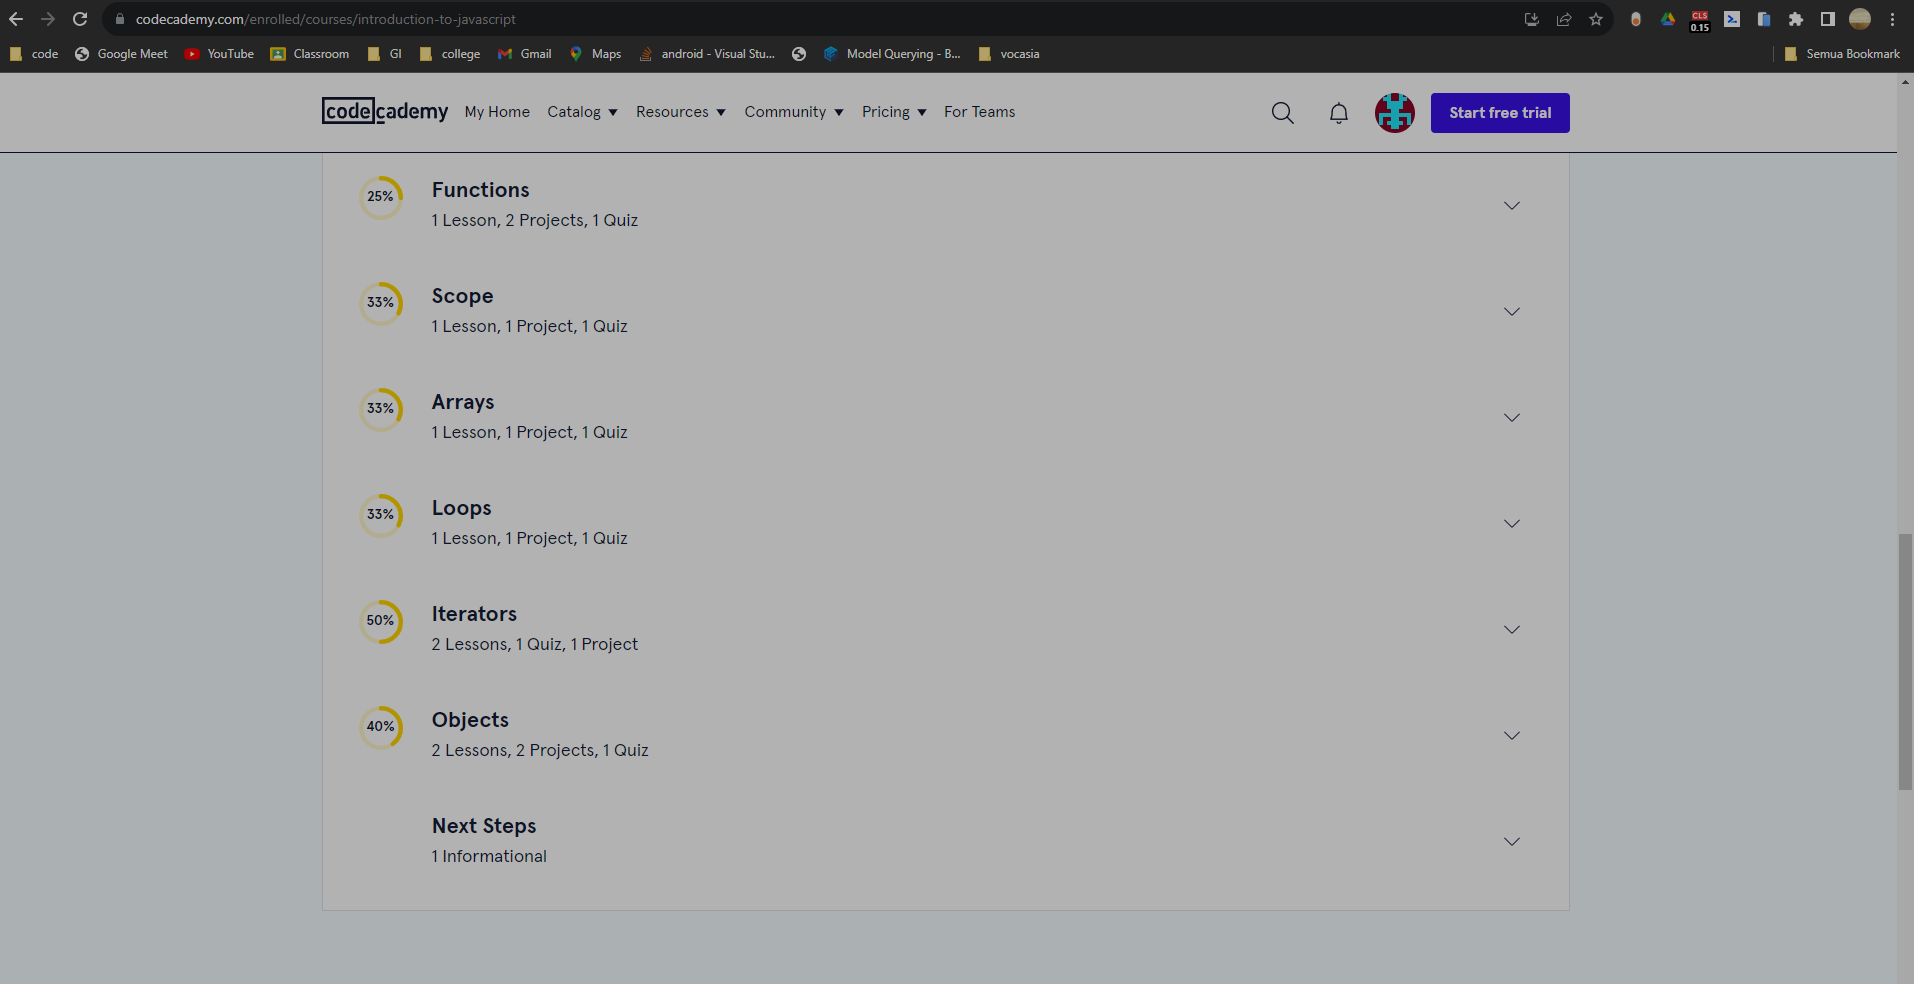 codecademy.com/enrolled/courses/introduction-to-javascript
CLS
0.15
code Google Meet YouTube Classroom GI college Gmail Maps android - Visual Stu... Model Querying - B... vocasia Semua Bookmark
codecademy My Home Catalog Resources Community Pricing For Teams Start free trial
25% Functions
1 Lesson, 2 Projects, 1 Quiz
33% Scope
1 Lesson, 1 Project, 1 Quiz
33% Arrays
1 Lesson, 1 Project, 1 Quiz
33% Loops
1 Lesson, 1 Project, 1 Quiz
50% Iterators
2 Lessons, 1 Quiz, 1 Project
40% Objects
2 Lessons, 2 Projects, 1 Quiz
Next Steps
1 Informational